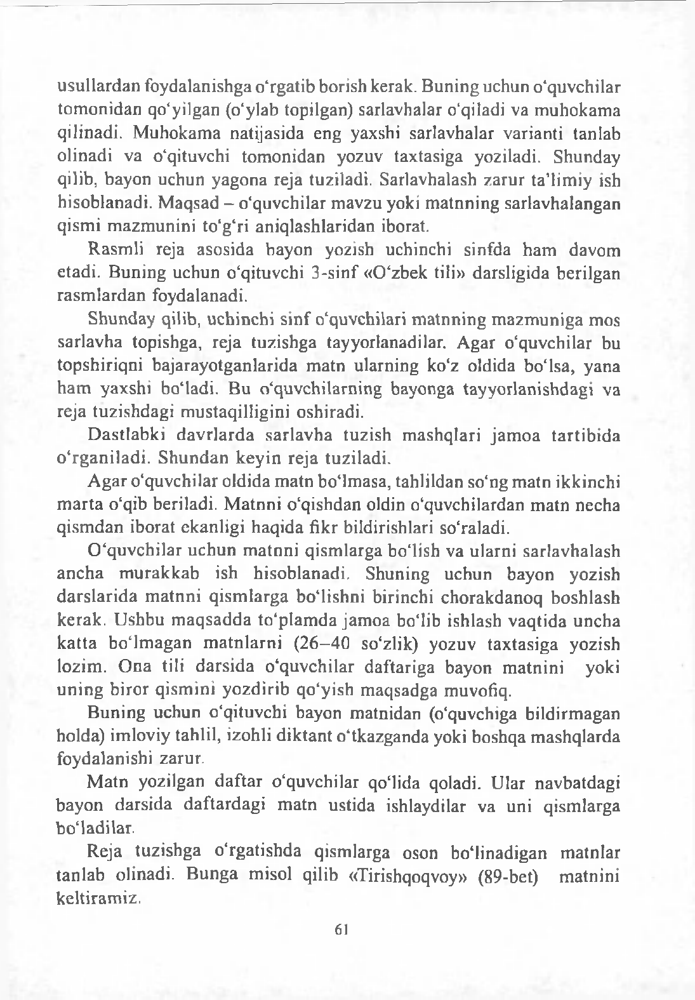 usullardan foydalanishga o‘rgatib borish kerak. Buning uchun o‘quvchilar
tomonidan qo‘yilgan (o‘ylab topilgan) sarlavhalar o‘qiladi va muhokama
qilinadi. Muhokama natijasida eng yaxshi sarlavhalar varianti tanlab
olinadi va o‘qituvchi tomonidan yozuv taxtasiga yoziladi. Shunday
qilib, bayon uchun yagona reja tuziladi. Sarlavhalash zarur ta’limiy ish
hisoblanadi. Maqsad – o‘quvchilar mavzu yoki matnning sarlavhalangan
qismi mazmunini to‘g‘ri aniqlashlaridan iborat.
Rasmli reja asosida bayon yozish uchinchi sinfda ham davom
etadi. Buning uchun o‘qituvchi 3-sinf «O‘zbek tili» darsligida berilgan
rasmlardan foydalanadi.
Shunday qilib, uchinchi sinf o‘quvchilari matnning mazmuniga mos
sarlavha topishga, reja tuzishga tayyorlanadilar. Agar o‘quvchilar bu
topshiriqni bajarayotganlarida matn ularning ko‘z oldida bo‘lsa, yana
ham yaxshi bo‘ladi. Bu o‘quvchilarning bayonga tayyorlanishdagi va
reja tuzishdagi mustaqilligini oshiradi.
Dastlabki davrlarda sarlavha tuzish mashqlari jamoa tartibida
o‘rganiladi. Shundan keyin reja tuziladi.
Agar o‘quvchilar oldida matn bo‘lmasa, tahlildan so‘ng matn ikkinchi
marta o‘qib beriladi. Matnni o‘qishdan oldin o‘quvchilardan matn necha
qismdan iborat ekanligi haqida fikr bildirishlari so‘raladi.
O‘quvchilar uchun matnni qismlarga bo‘lish va ularni sarlavhalash
ancha murakkab ish hisoblanadi. Shuning uchun bayon yozish
darslarida matnni qismlarga bo‘lishni birinchi chorakdanoq boshlash
kerak. Ushbu maqsadda to‘plamda jamoa bo‘lib ishlash vaqtida uncha
katta bo‘lmagan matnlarni (26–40 so‘zlik) yozuv taxtasiga yozish
lozim. Ona tili darsida o‘quvchilar daftariga bayon matnini yoki
uning biror qismini yozdirib qo‘yish maqsadga muvofiq.
Buning uchun o‘qituvchi bayon matnidan (o‘quvchiga bildirmagan
holda) imloviy tahlil, izohli diktant o‘tkazganda yoki boshqa mashqlarda
foydalanishi zarur.
Matn yozilgan daftar o‘quvchilar qo‘lida qoladi. Ular navbatdagi
bayon darsida daftardagi matn ustida ishlaydilar va uni qismlarga
bo‘ladilar.
Reja tuzishga o‘rgatishda qismlarga oson bo‘linadigan matnlar
tanlab olinadi. Bunga misol qilib «Tirishqoqvoy» (89-bet) matnini
keltiramiz.
61